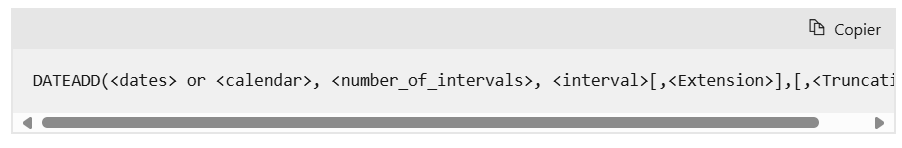 Copier
DATEADD(<dates> or <calendar>, <number_of_intervals>, <interval>[,<Extension>],[,<Truncati